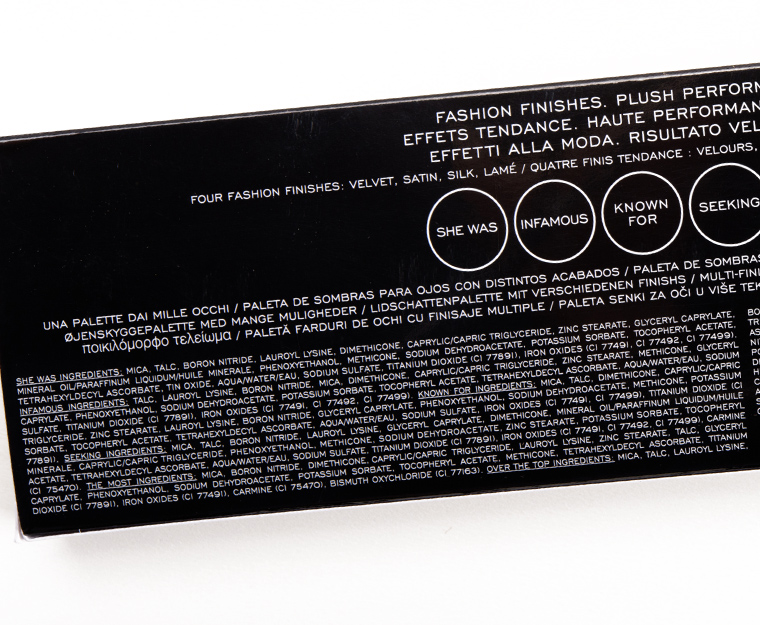 FASHION FINISHES. PLUSH PERFORM
EFFETS TENDANCE. HAUTE PERFORMAN
EFFETTI ALLA MODA. RISULTATO VEL
FOUR FASHION FINISHES: VELVET, SATIN, SILK, LAMÉ / QUATRE FINIS TENDANCE : VELOURS,
SHE WAS
INFAMOUS
KNOWN
FOR
SEEKING
UNA PALETTE DAI MILLE OCCHI / PALETA DE SOMBRAS PARA OJOS CON DISTINTOS ACABADOS / PALETA DE SOMBRAS
ØJENSKYGGEPALETTE MED MANGE MULIGHEDER / LIDSCHATTENPALETTE MIT VERSCHIEDENEN FINISHS / MULTI-FINI
ποικιλόμορφο τελείωμα / PALETĂ FARDURI DE OCHI CU FINISAJE MULTIPLE / PALETA SENKI ZA OČI U VIŠE TEK
SHE WAS INGREDIENTS: MICA, TALC, BORON NITRIDE, LAUROYL LYSINE, DIMETHICONE, CAPRYLIC/CAPRIC TRIGLYCERIDE, ZINC STEARATE, GLYCERYL CAPRYLATE,
MINERAL OIL/PARAFFINUM LIQUIDUM/HUILE MINERALE, PHENOXYETHANOL, METHICONE, SODIUM DEHYDROACETATE, POTASSIUM SORBATE, TOCOPHERYL ACETATE,
TETRAHEXYLDECYL ASCORBATE, TIN OXIDE, AQUA/WATER/EAU, SODIUM SULFATE, TITANIUM DIOXIDE (CI 77891), IRON OXIDES (CI 77491, CI 77492, CI 77499).
INFAMOUS INGREDIENTS: TALC, LAUROYL LYSINE, BORON NITRIDE, MICA, DIMETHICONE, CAPRYLIC/CAPRIC TRIGLYCERIDE, ZINC STEARATE, METHICONE, GLYCERYL
CAPRYLATE, PHENOXYETHANOL, SODIUM DEHYDROACETATE, POTASSIUM SORBATE, TOCOPHERYL ACETATE, TETRAHEXYLDECYL ASCORBATE, AQUA/WATER/EAU, SODIUM
SULFATE, TITANIUM DIOXIDE (CI 77891), IRON OXIDES (CI 77491, CI 77492, CI 77499). KNOWN FOR INGREDIENTS: MICA, TALC, DIMETHICONE, CAPRYLIC/CAPRIC
TRIGLYCERIDE, ZINC STEARATE, LAUROYL LYSINE, BORON NITRIDE, GLYCERYL CAPRYLATE, PHENOXYETHANOL, SODIUM DEHYDROACETATE, METHICONE, POTASSIUM
SORBATE, TOCOPHERYL ACETATE, TETRAHEXYLDECYL ASCORBATE, AQUA/WATER/EAU, SODIUM SULFATE, IRON OXIDES (CI 77491, CI 77499), TITANIUM DIOXIDE (CI
77891). SEEKING INGREDIENTS: MICA, TALC, BORON NITRIDE, LAUROYL LYSINE, GLYCERYL CAPRYLATE, DIMETHICONE, MINERAL OIL/PARAFFINUM LIQUIDUM/HUILE
MINERALE, CAPRYLIC/CAPRIC TRIGLYCERIDE, PHENOXYETHANOL, METHICONE, SODIUM DEHYDROACETATE, ZINC STEARATE, POTASSIUM SORBATE, TOCOPHERYL
ACETATE, TETRAHEXYLDECYL ASCORBATE, AQUA/WATER/EAU, SODIUM SULFATE, TITANIUM DIOXIDE (CI 77891), IRON OXIDES (CI 77491, CI 77492, CI 77499), CARMINE
(CI 75470). THE MOST INGREDIENTS: MICA, BORON NITRIDE, DIMETHICONE, CAPRYLIC/CAPRIC TRIGLYCERIDE, LAUROYL LYSINE, ZINC STEARATE, TALC, GLYCERYL
CAPRYLATE, PHENOXYETHANOL, SODIUM DEHYDROACETATE, POTASSIUM SORBATE, TOCOPHERYL ACETATE, METHICONE, TETRAHEXYLDECYL ASCORBATE, TITANIUM
DIOXIDE (CI 77891), IRON OXIDES (CI 77491), CARMINE (CI 75470), BISMUTH OXYCHLORIDE (CI 77163). OVER THE TOP INGREDIENTS: MICA, TALC, LAUROYL LYSINE,